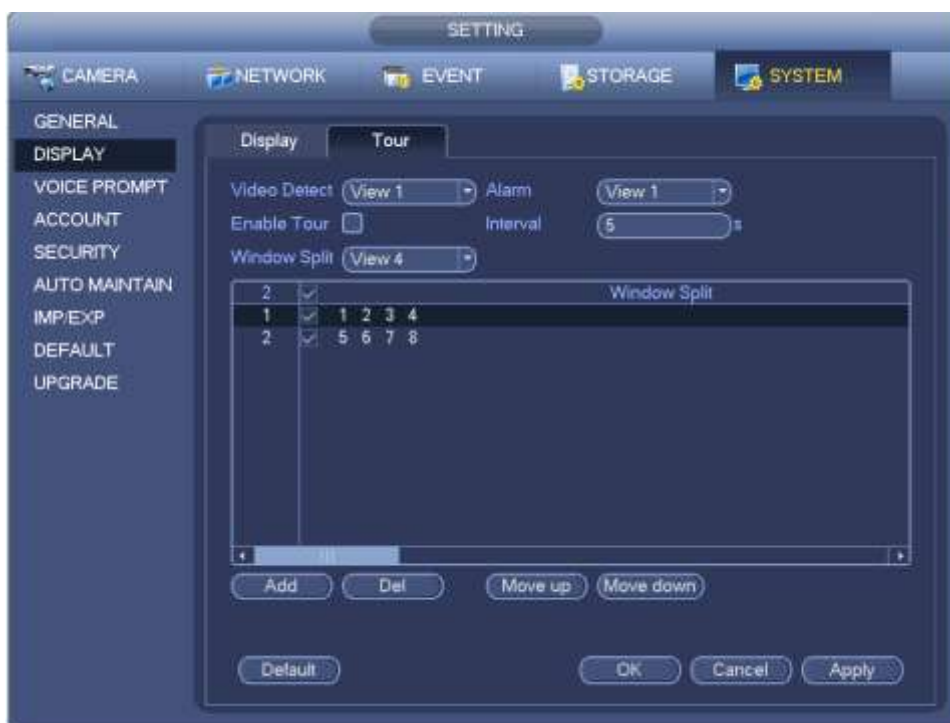 SETTING
CAMERA NETWORK EVENT STORAGE SYSTEM
GENERAL
DISPLAY
VOICE PROMPT
ACCOUNT
SECURITY
AUTO MAINTAIN
IMP/EXP
DEFAULT
UPGRADE
Display Tour
Video Detect View 1 Alarm View 1
Enable Tour Interval 5 s
Window Split View 4
2 Window Split
1 1 2 3 4
2 5 6 7 8
Add Del Move up Move down
Default OK Cancel Apply